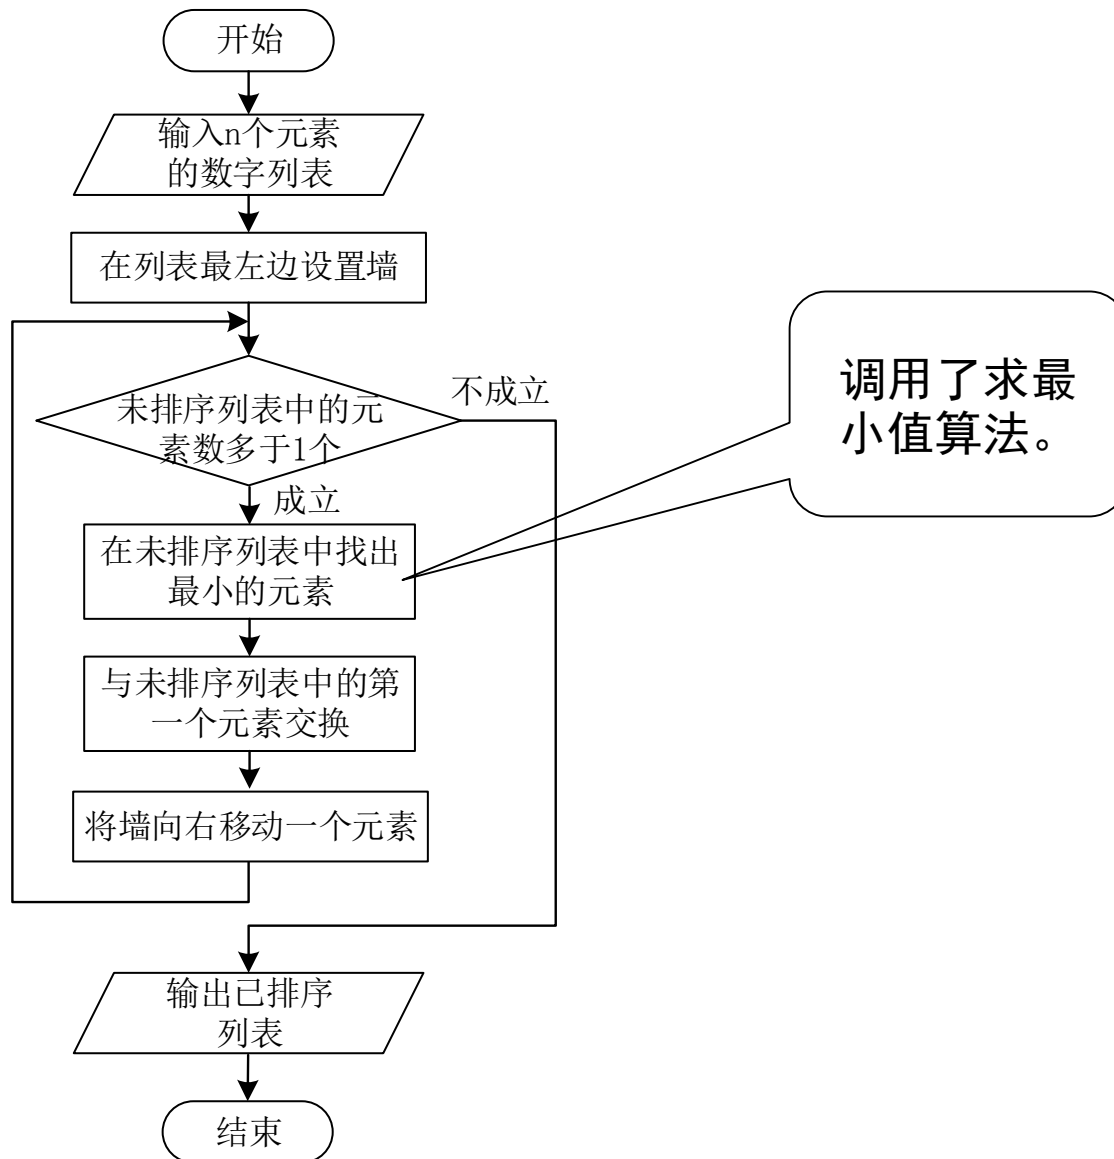 开始
输入n个元素
的数字列表
在列表最左边设置墙
未排序列表中的元
素数多于1个
不成立
成立
在未排序列表中找出
最小的元素
调用了求最
小值算法。
与未排序列表中的第
一个元素交换
将墙向右移动一个元素
输出已排序
列表
结束